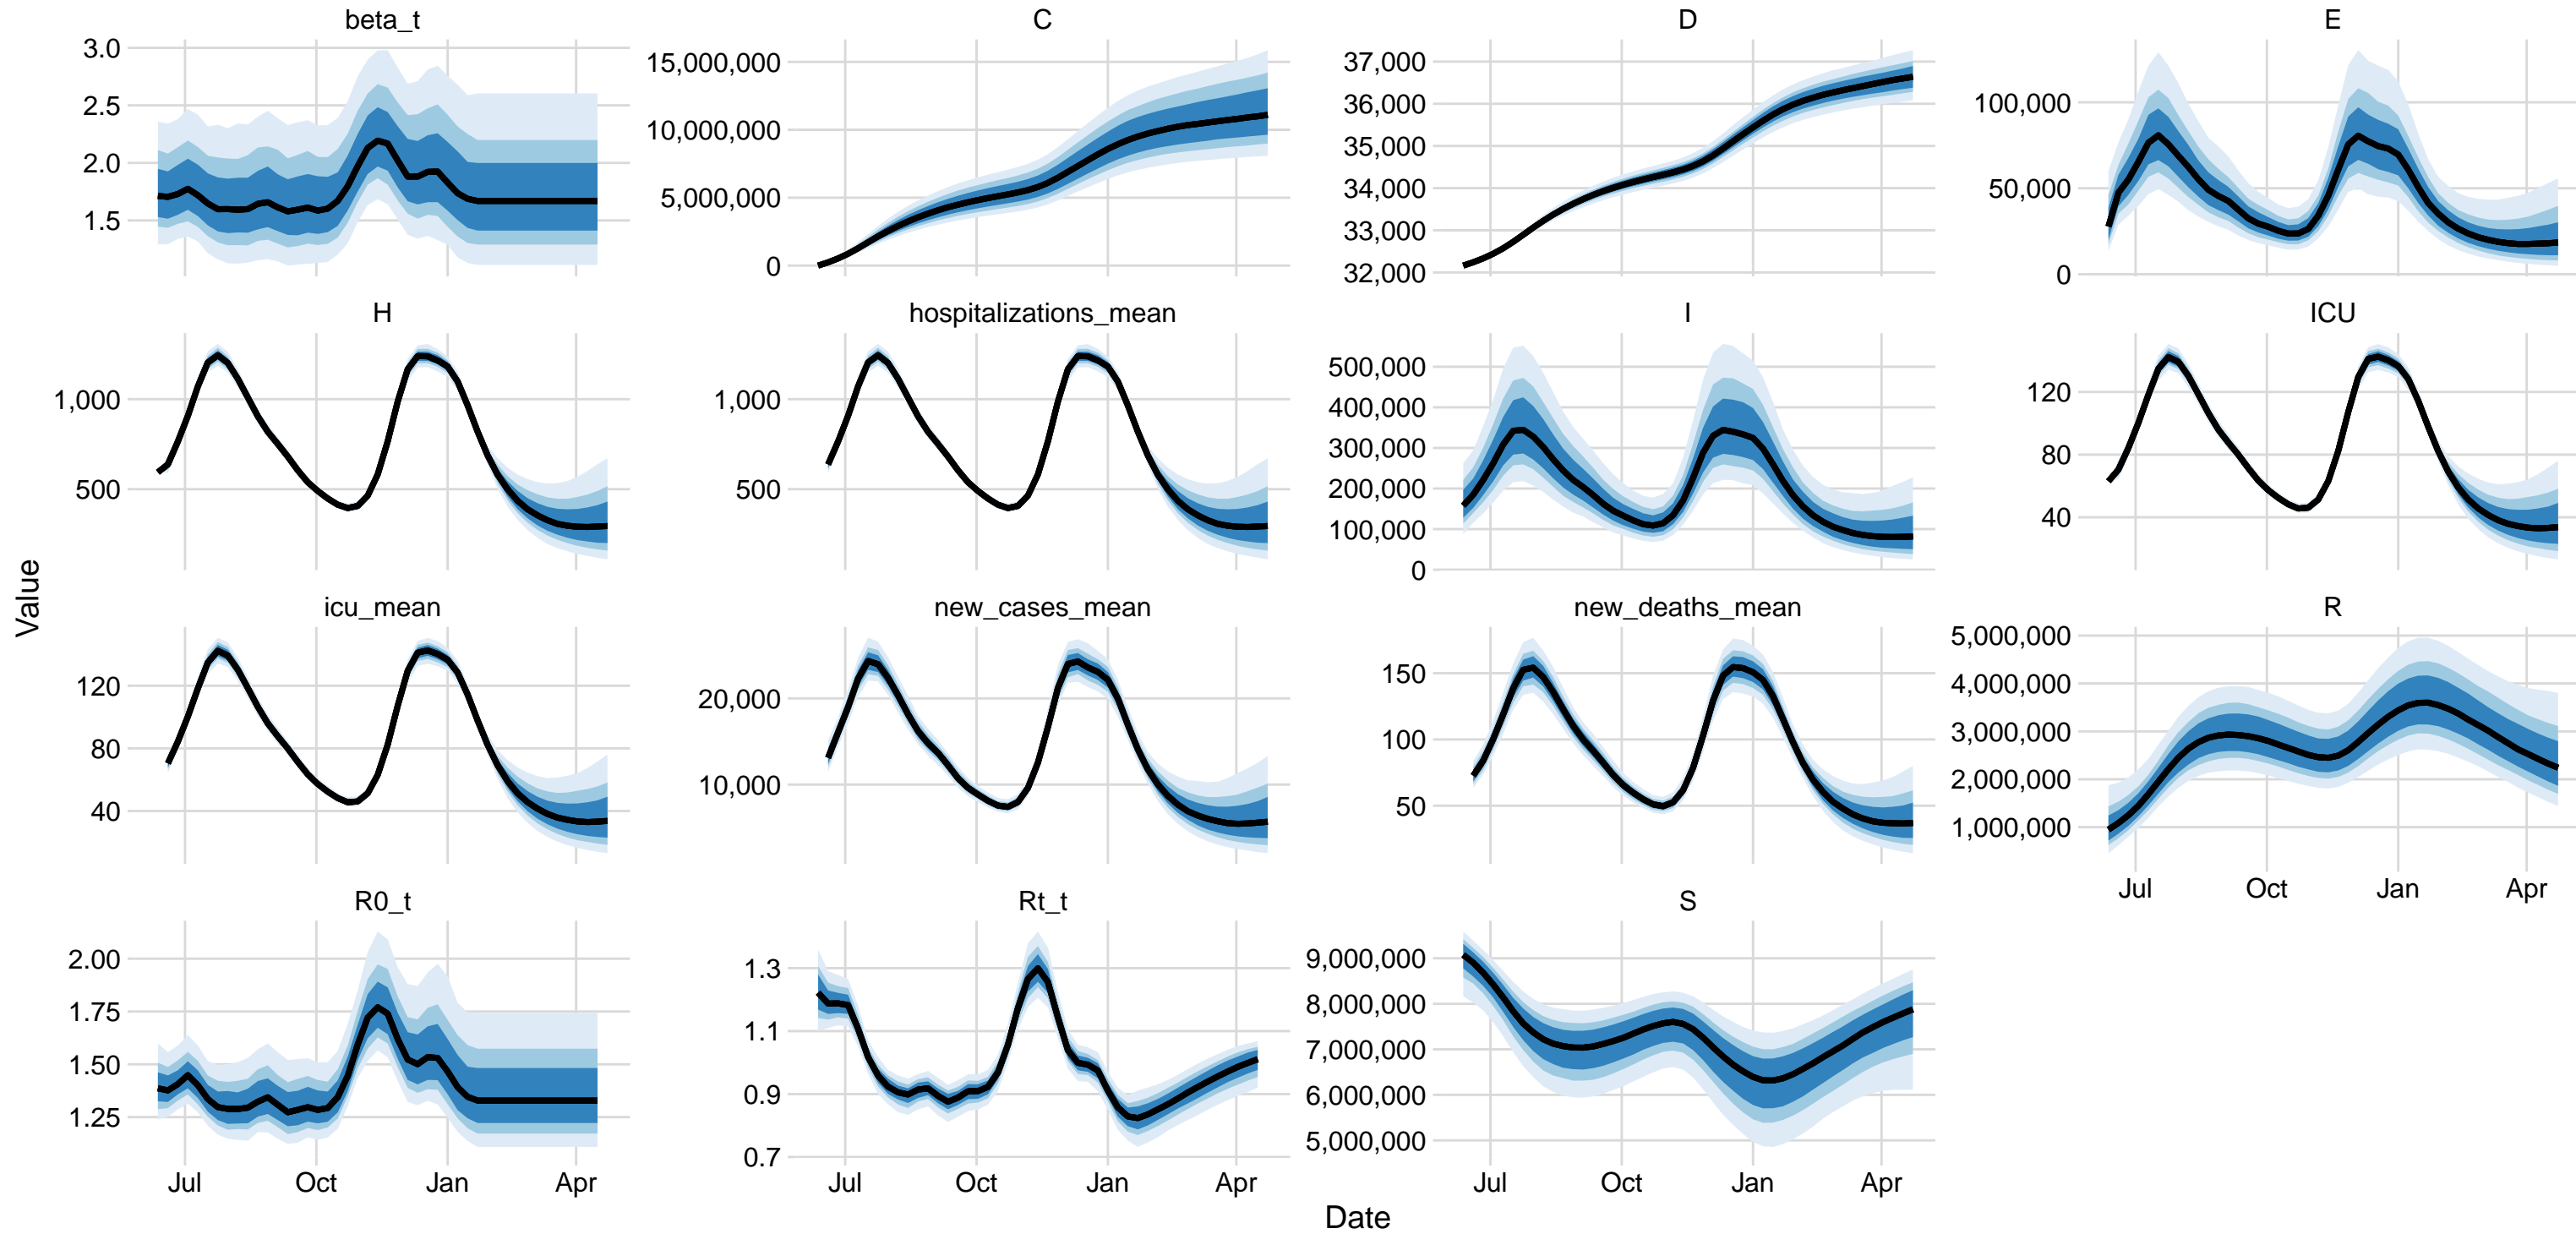 beta_t
C
D
E
3.0
2.5
2.0
1.5
15,000,000
10,000,000
5,000,000
0
37,000
36,000
35,000
34,000
33,000
32,000
100,000
50,000
0
H
hospitalizations_mean
I
ICU
1,000
500
1,000
500
500,000
400,000
300,000
200,000
100,000
0
120
80
40
Value
icu_mean
new_cases_mean
new_deaths_mean
R
120
80
40
20,000
10,000
150
100
50
5,000,000
4,000,000
3,000,000
2,000,000
1,000,000
Jul Oct Jan Apr
R0_t
Rt_t
S
2.00
1.75
1.50
1.25
1.3
1.1
0.9
0.7
9,000,000
8,000,000
7,000,000
6,000,000
5,000,000
Jul Oct Jan Apr
Jul Oct Jan Apr
Jul Oct Jan Apr
Date